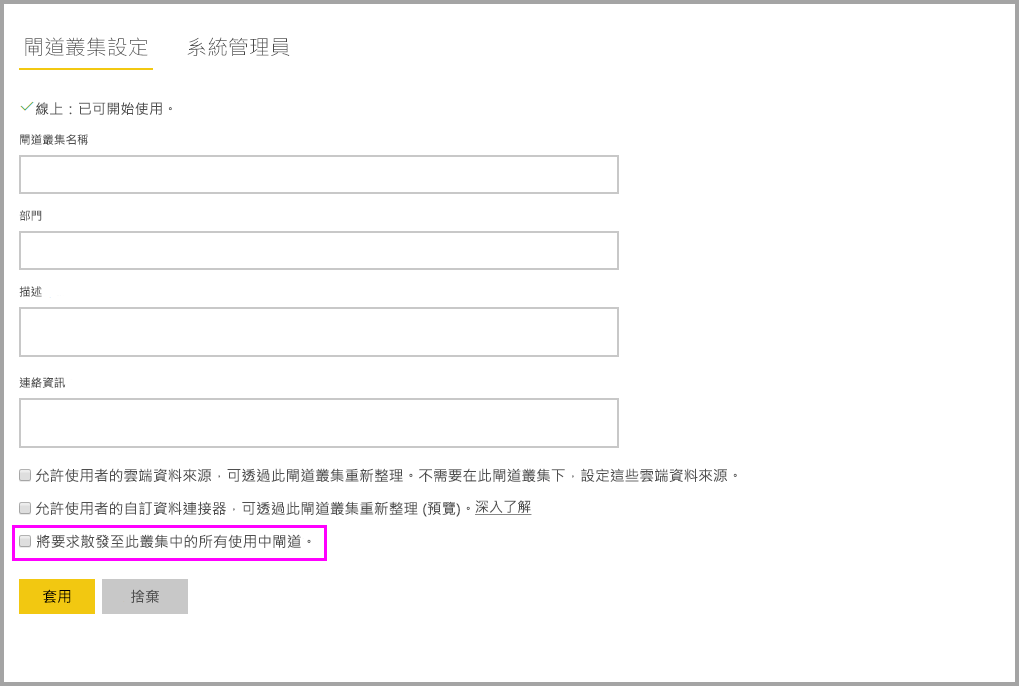 閘道叢集設定 系統管理員
線上：已可開始使用。
閘道叢集名稱
部門
描述
連絡資訊
允許使用者的雲端資料來源，可透過此閘道叢集重新整理。不需要在此閘道叢集下，設定這些雲端資料來源。
允許使用者的自訂資料連接器，可透過此閘道叢集重新整理 (預覽)。深入了解
將要求散發至此叢集中的所有使用中閘道。
套用 捨棄